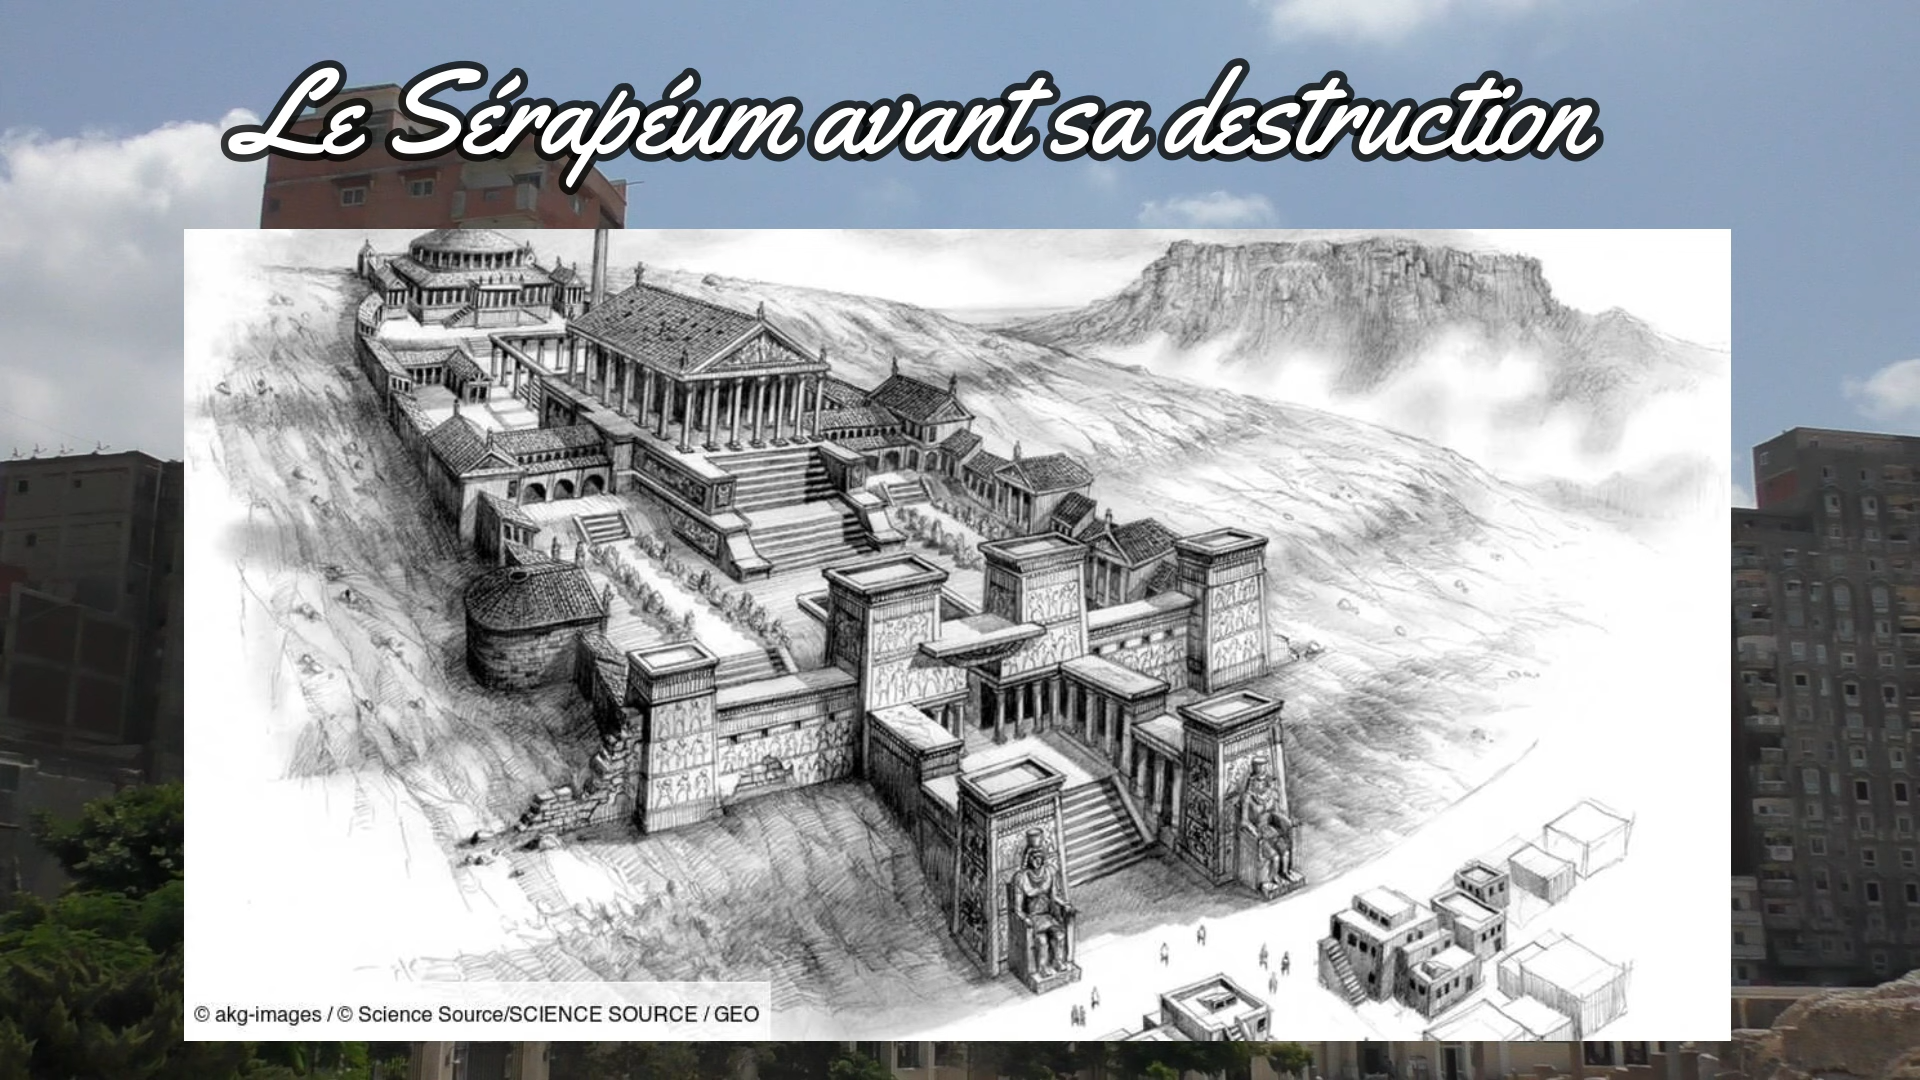 Le Sérapéum avant sa destruction
© akg-images / © Science Source/SCIENCE SOURCE / GEO